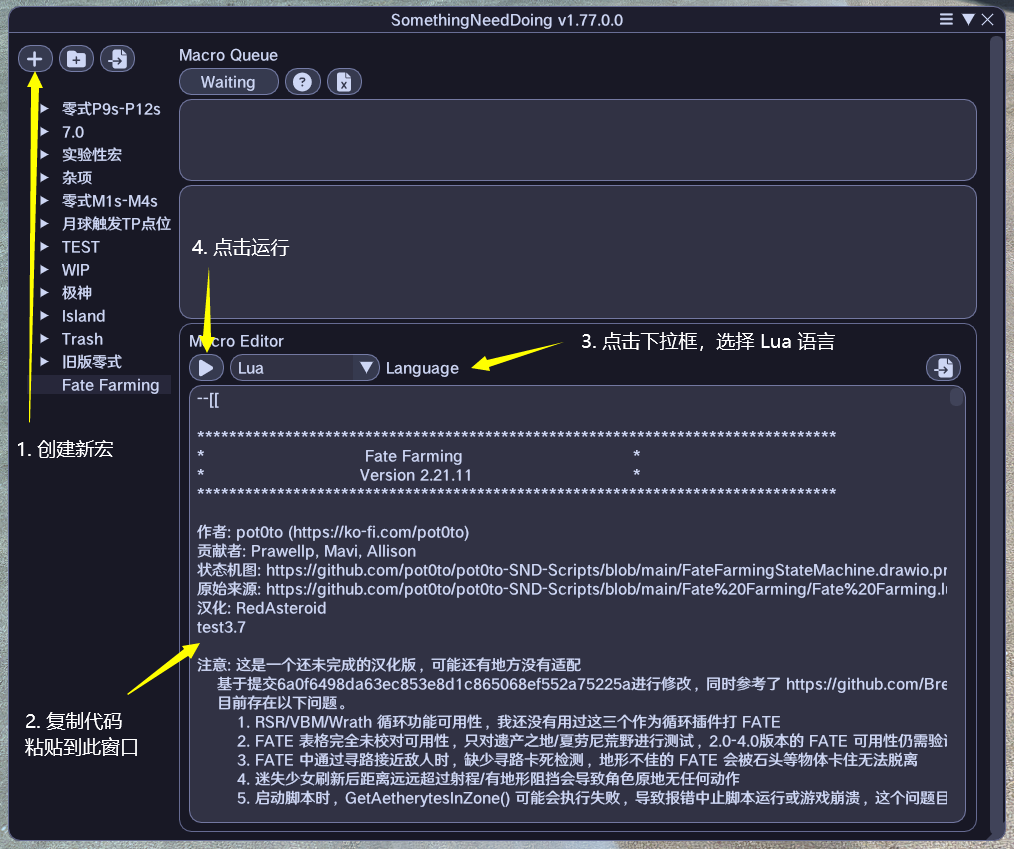 SomethingNeedDoing v1.77.0.0
Macro Queue
Waiting
零式P9s-P12s
7.0
实验性宏
杂项
零式M1s-M4s
月球触发TP点位
TEST
WIP
极神
Island
Trash
旧版零式
Fate Farming
1. 创建新宏
2. 复制代码
粘贴到此窗口
4. 点击运行
3. 点击下拉框，选择 Lua 语言
Macro Editor
Lua
Language
--[[
********************************************************************************
* Fate Farming *
* Version 2.21.11 *
********************************************************************************
作者: pot0to (https://ko-fi.com/pot0to)
贡献者: Prawellp, Mavi, Allison
状态机图: https://github.com/pot0to/pot0to-SND-Scripts/blob/main/FateFarmingStateMachine.drawio.pr
原始来源: https://github.com/pot0to/pot0to-SND-Scripts/blob/main/Fate%20Farming/Fate%20Farming.l
汉化: RedAsteroid
test3.7
注意: 这是一个还未完成的汉化版，可能还有地方没有适配
基于提交6a0f6498da63ec853e8d1c865068ef552a75225a进行修改，同时参考了 https://github.com/Bre
目前存在以下问题。
1. RSR/VBM/Wrath 循环功能可用性，我还没有用过这三个作为循环插件打 FATE
2. FATE 表格完全未校对可用性，只对遗产之地/夏劳尼荒野进行测试，2.0-4.0版本的 FATE 可用性仍需验
3. FATE 中通过寻路接近敌人时，缺少寻路卡死检测，地形不佳的 FATE 会被石头等物体卡住无法脱离
4. 迷失少女刷新后距离远远超过射程/有地形阻挡会导致角色原地无任何动作
5. 启动脚本时，GetAetherytesInZone() 可能会执行失败，导致报错中止脚本运行或游戏崩溃，这个问题目